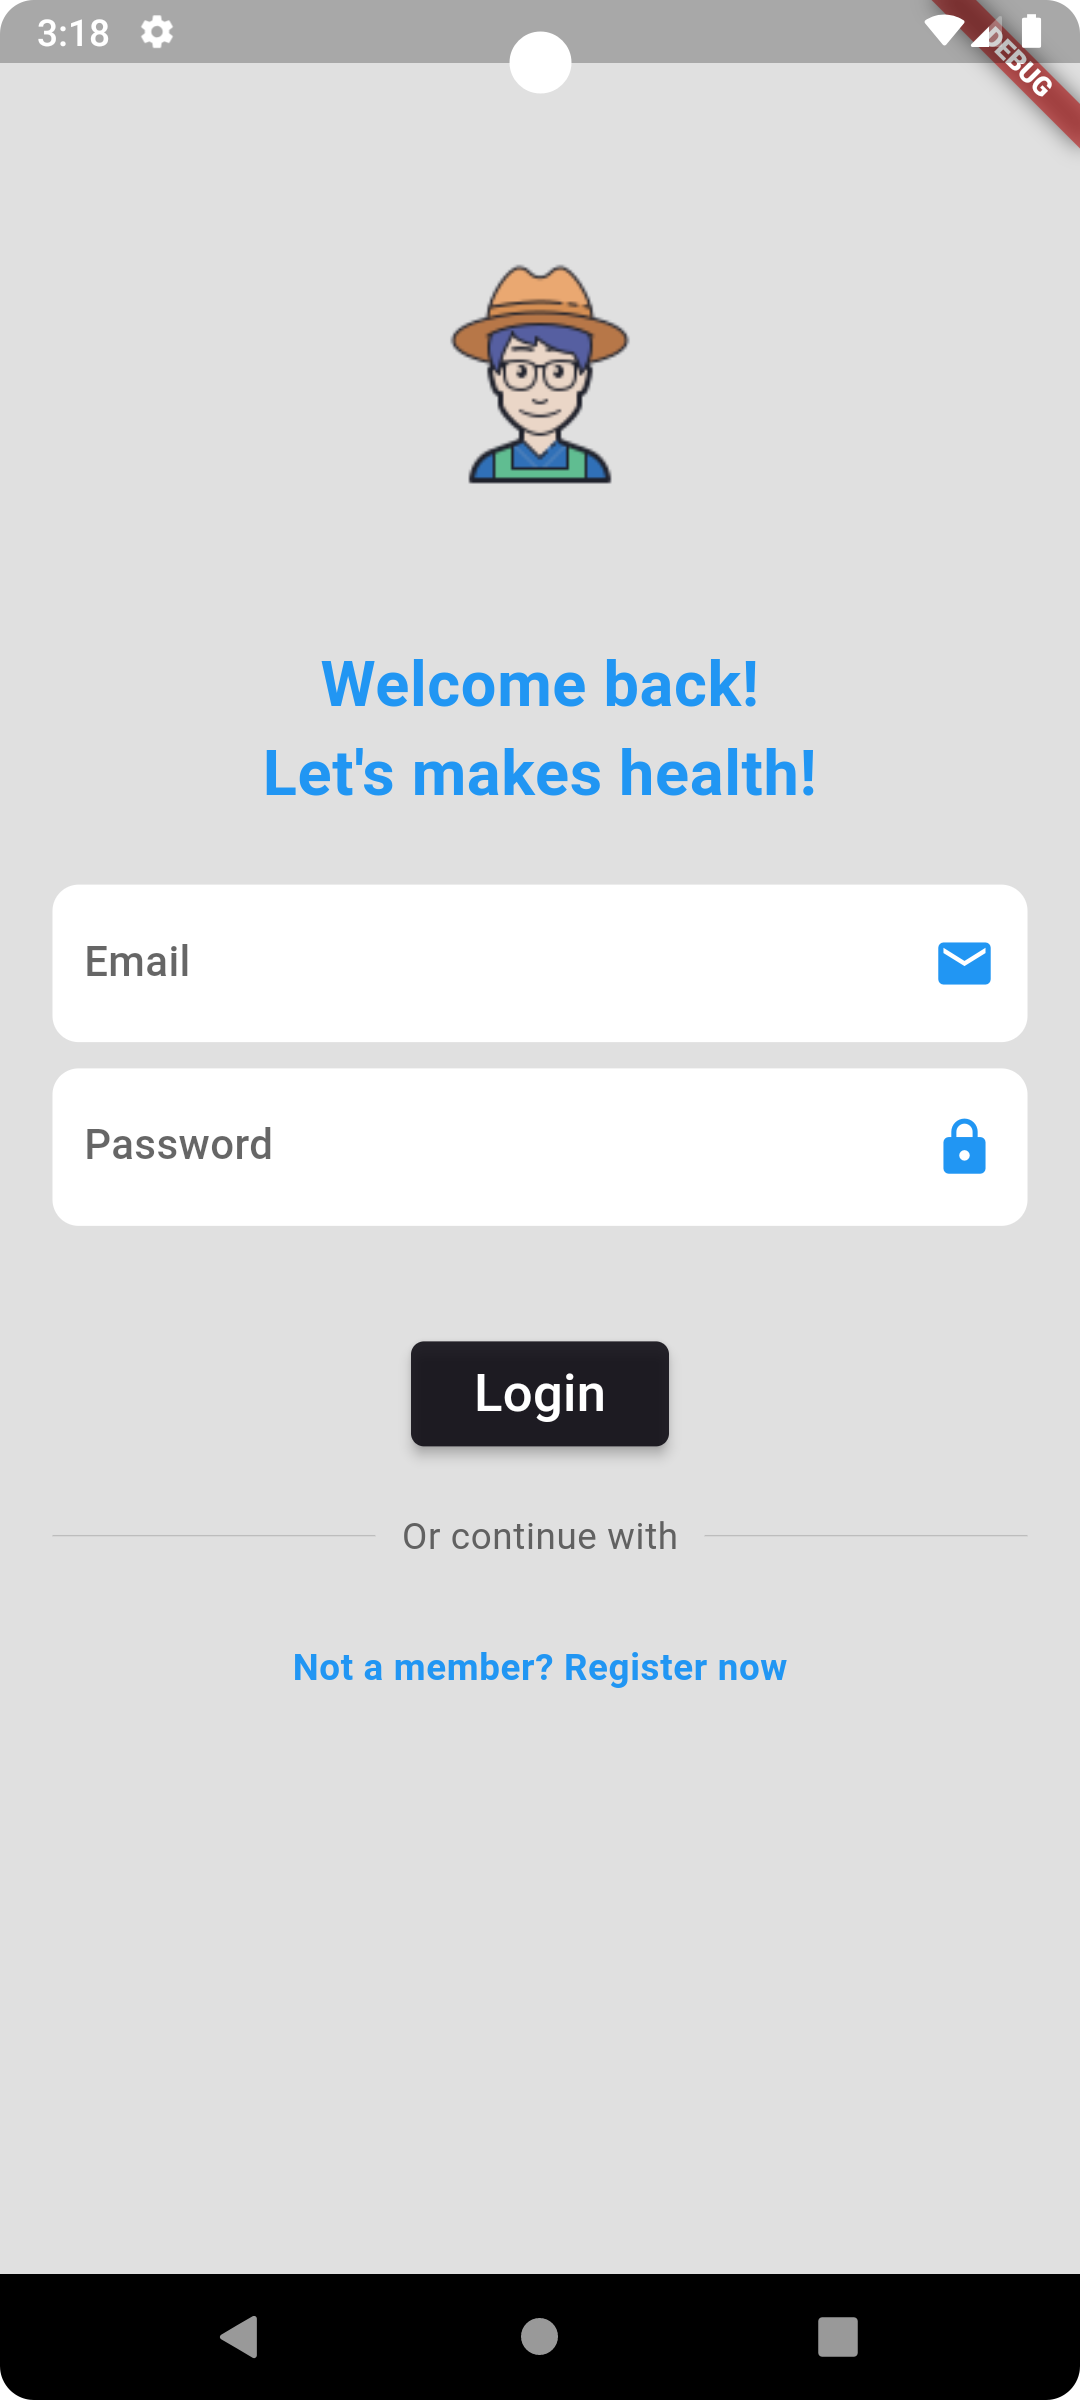 3:18
DEBUG
Welcome back!
Let's makes health!
Email
Password
Login
Or continue with
Not a member? Register now